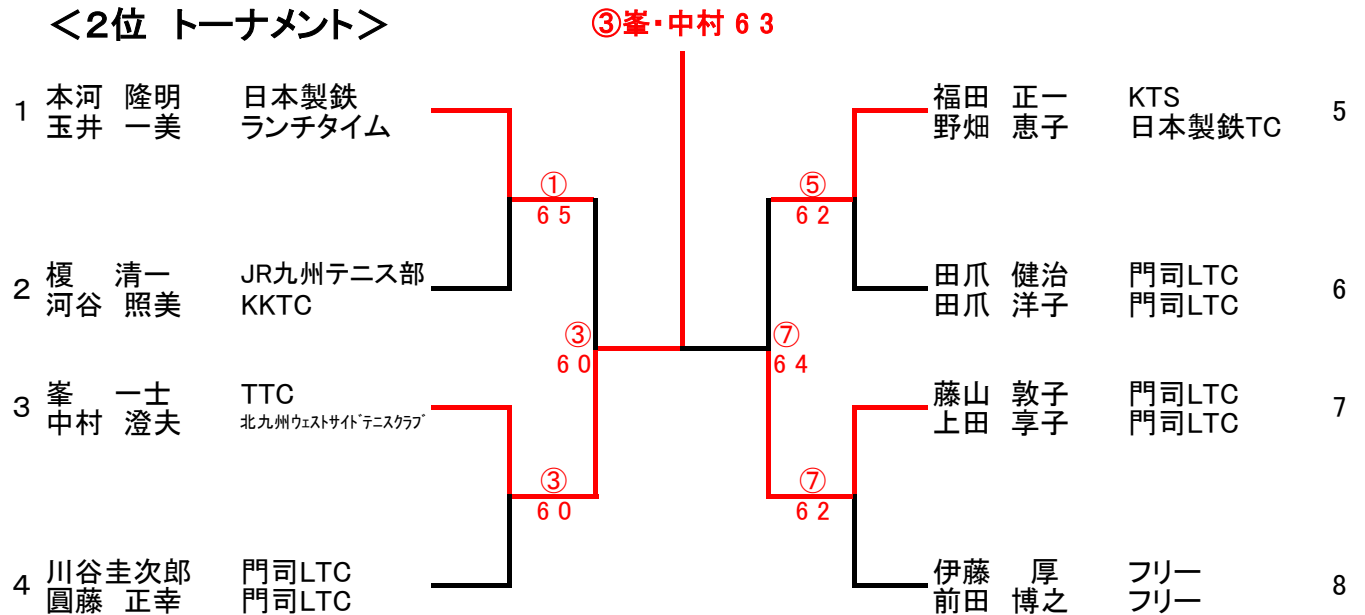 ＜２位　トーナメント＞
③峯・中村 6 3
1 本河　隆明　日本製鉄
玉井　一美　ランチタイム
福田　正一　KTS 5
野畑　恵子　日本製鉄TC
①
6 5
⑤
6 2
2 榎　清一　JR九州テニス部
河谷　照美　KKTC
田爪　健治　門司LTC 6
田爪　洋子　門司LTC
③
6 0
⑦
6 4
3 峯　一士　TTC
中村　澄夫　北九州ウェストサイドテニスクラブ
藤山　敦子　門司LTC 7
上田　享子　門司LTC
③
6 0
⑦
6 2
4 川谷圭次郎　門司LTC
圓藤　正幸　門司LTC
伊藤　厚　フリー 8
前田　博之　フリー